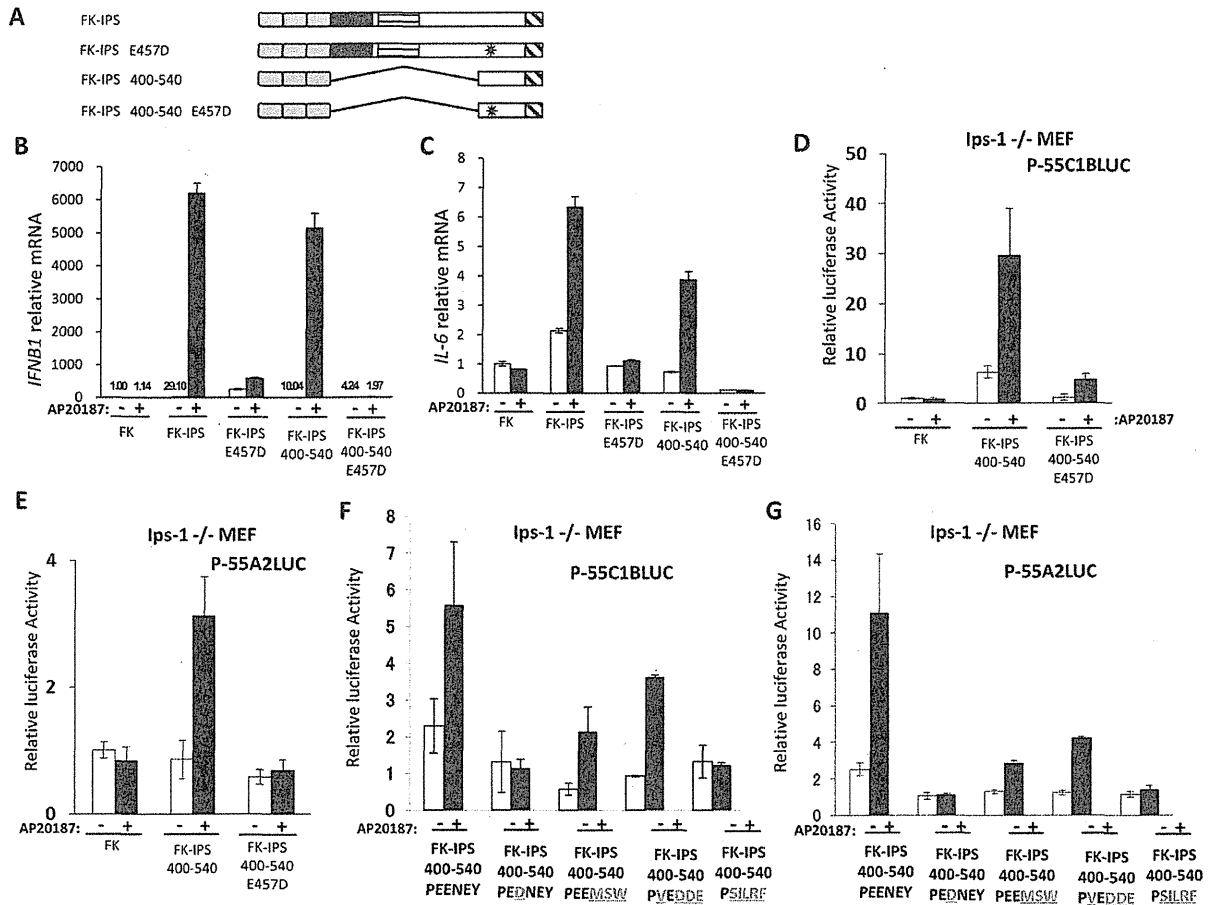 A
FK-IPS
FK-IPS E457D
FK-IPS 400-540
FK-IPS 400-540 E457D
B
IFNB1 relative mRNA
7000
6000
5000
4000
3000
2000
1000
0
1.00 1.14 29.10 10.04 4.24 1.97
AP20187: - + - + - + - + - +
FK
FK-IPS
FK-IPS E457D
FK-IPS 400-540
FK-IPS 400-540 E457D
C
IL-6 relative mRNA
8
7
6
5
4
3
2
1
0
AP20187: - + - + - + - + - +
FK
FK-IPS
FK-IPS E457D
FK-IPS 400-540
FK-IPS 400-540 E457D
D
Ips-1 -/- MEF
P-55C1BLUC
Relative luciferase Activity
50
40
30
20
10
0
- + - + - + :AP20187
FK
FK-IPS 400-540
FK-IPS 400-540 E457D
E
Ips-1 -/- MEF
P-55A2LUC
Relative luciferase Activity
4
2
0
AP20187: - + - + - +
FK
FK-IPS 400-540
FK-IPS 400-540 E457D
F
Ips-1 -/- MEF
P-55C1BLUC
Relative luciferase Activity
8
7
6
5
4
3
2
1
0
AP20187: - + - + - + - + - +
FK-IPS 400-540 PEENEY
FK-IPS 400-540 PEDNEY
FK-IPS 400-540 PEEMSW
FK-IPS 400-540 PVEDDE
FK-IPS 400-540 PSILRF
G
Ips-1 -/- MEF
P-55A2LUC
Relative luciferase Activity
16
14
12
10
8
6
4
2
0
AP20187: - + - + - + - + - +
FK-IPS 400-540 PEENEY
FK-IPS 400-540 PEDNEY
FK-IPS 400-540 PEEMSW
FK-IPS 400-540 PVEDDE
FK-IPS 400-540 PSILRF